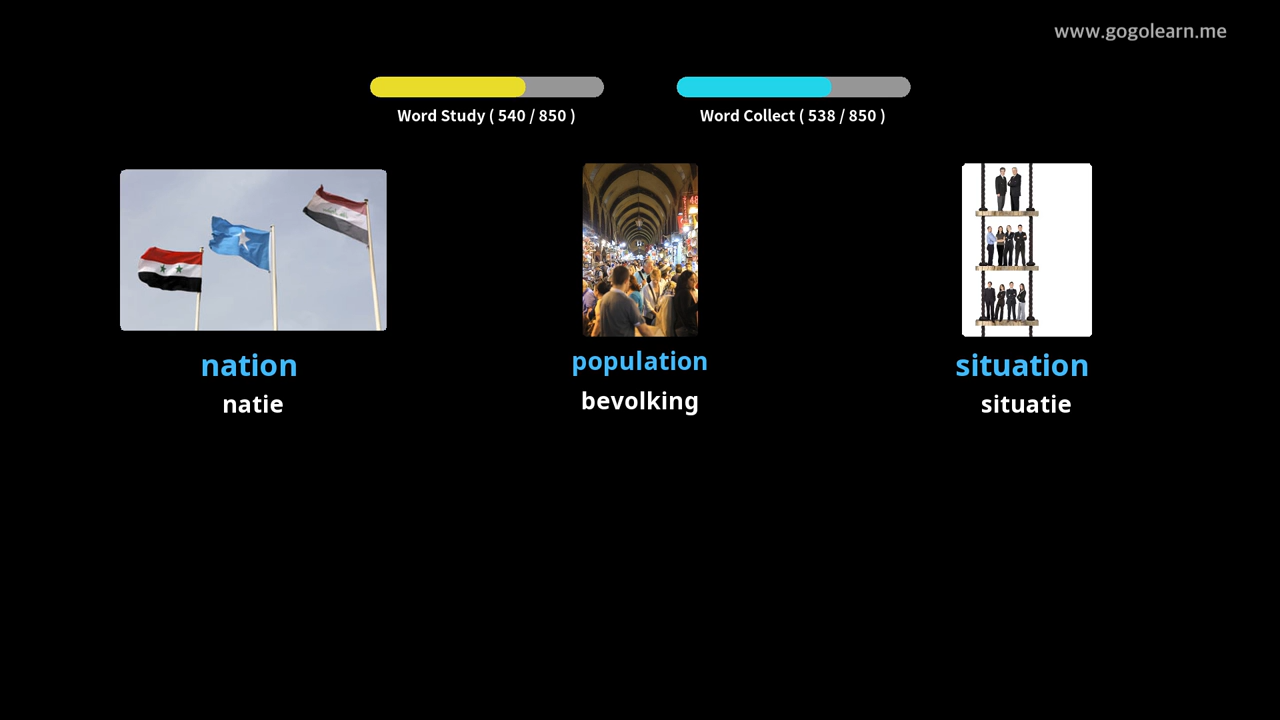 www.gogolearn.me
Word Study ( 540 / 850 )
Word Collect ( 538 / 850 )
nation
natie
population
bevolking
situation
situatie